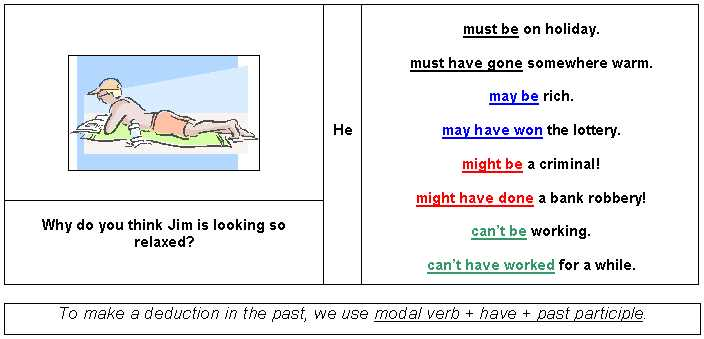 Why do you think Jim is looking so
relaxed?
He
must be on holiday.
must have gone somewhere warm.
may be rich.
may have won the lottery.
might be a criminal!
might have done a bank robbery!
can't be working.
can't have worked for a while.
To make a deduction in the past, we use modal verb + have + past participle.